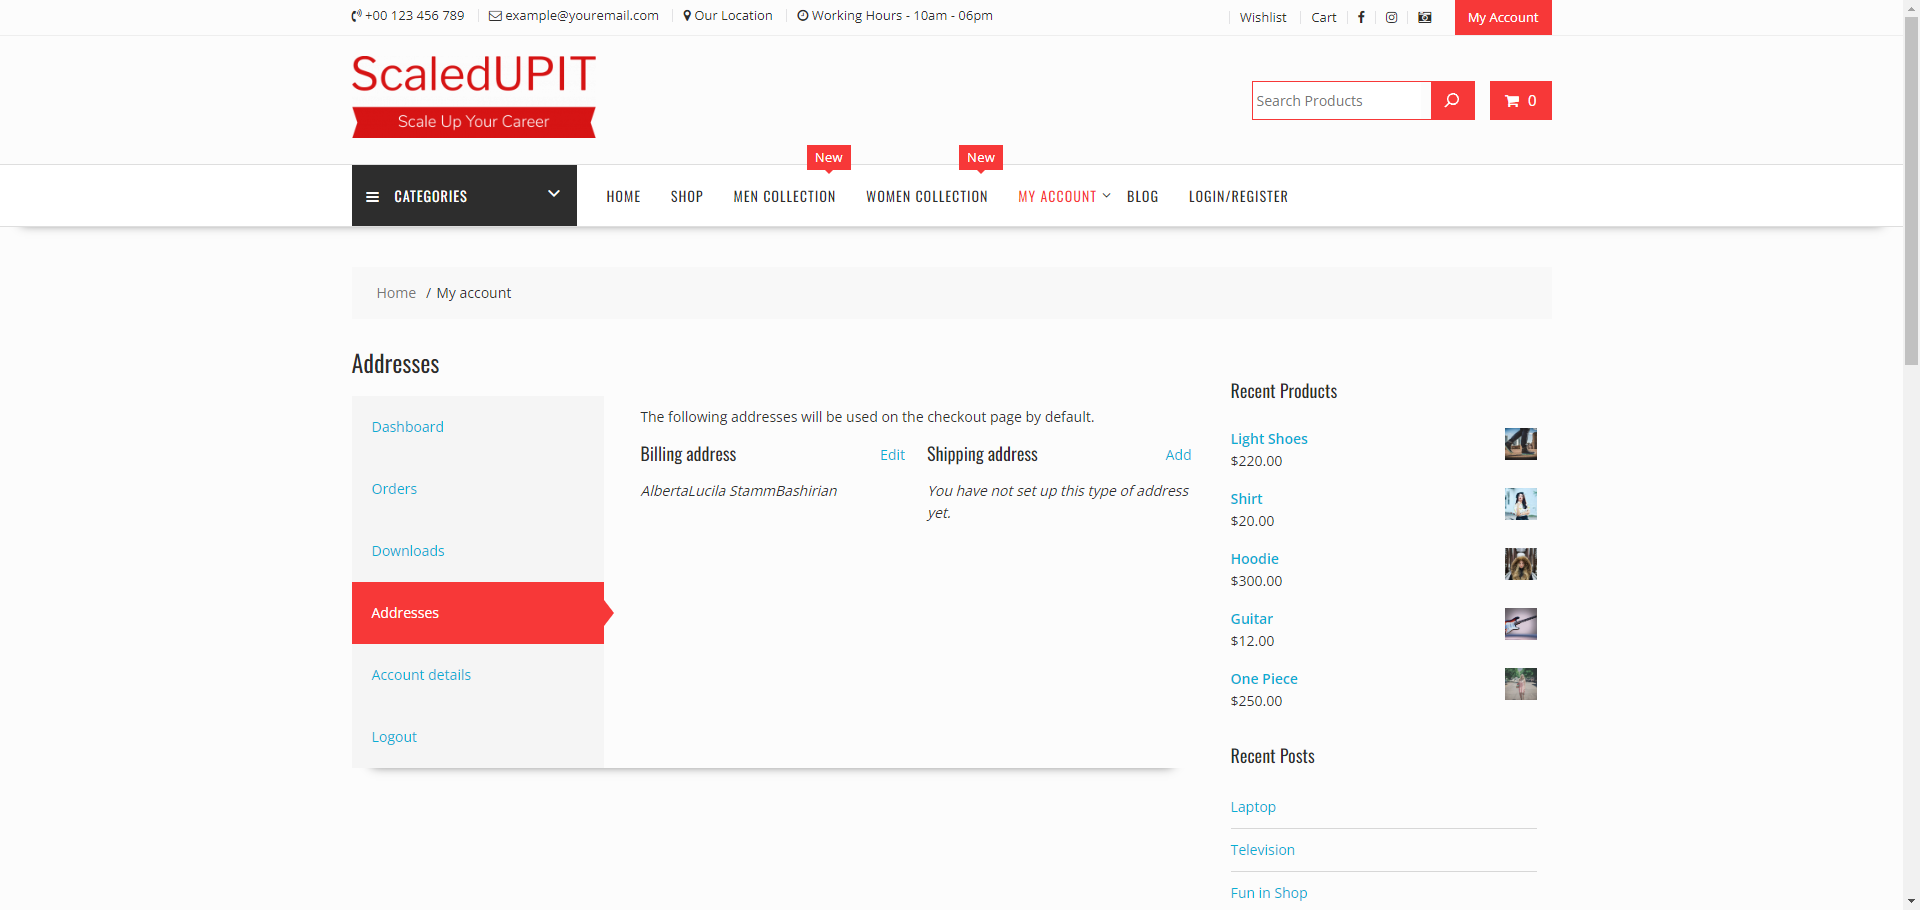 +00 123 456 789 example@youremail.com Our Location Working Hours - 10am - 06pm Wishlist Cart My Account
ScaledUPIT
Scale Up Your Career
Search Products
0
New New
CATEGORIES HOME SHOP MEN COLLECTION WOMEN COLLECTION MY ACCOUNT BLOG LOGIN/REGISTER
Home / My account
Addresses
Dashboard
Orders
Downloads
Addresses
Account details
Logout
The following addresses will be used on the checkout page by default.
Billing address Edit
AlbertaLucila StammBashirian
Shipping address Add
You have not set up this type of address
yet.
Recent Products
Light Shoes
$220.00
Shirt
$20.00
Hoodie
$300.00
Guitar
$12.00
One Piece
$250.00
Recent Posts
Laptop
Television
Fun in Shop